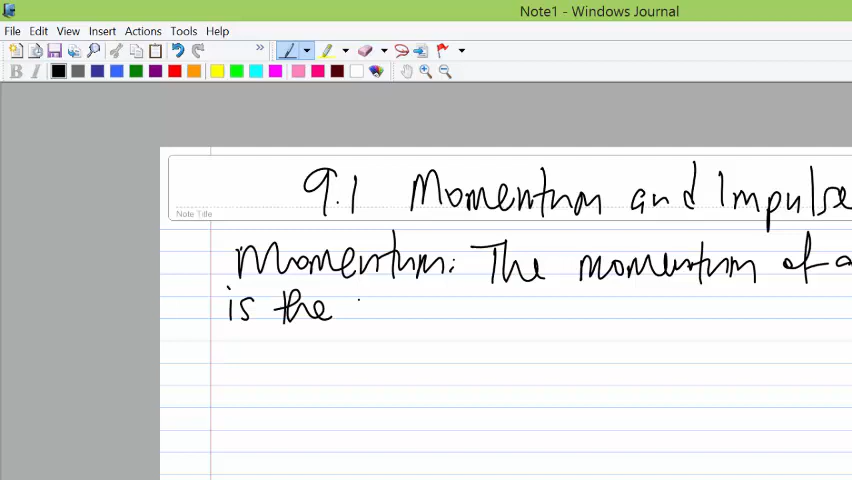 Note1 - Windows Journal
File Edit View Insert Actions Tools Help
B I
9.1 Momentum and Impulse
Note Title
Momentum: The momentum of a
is the